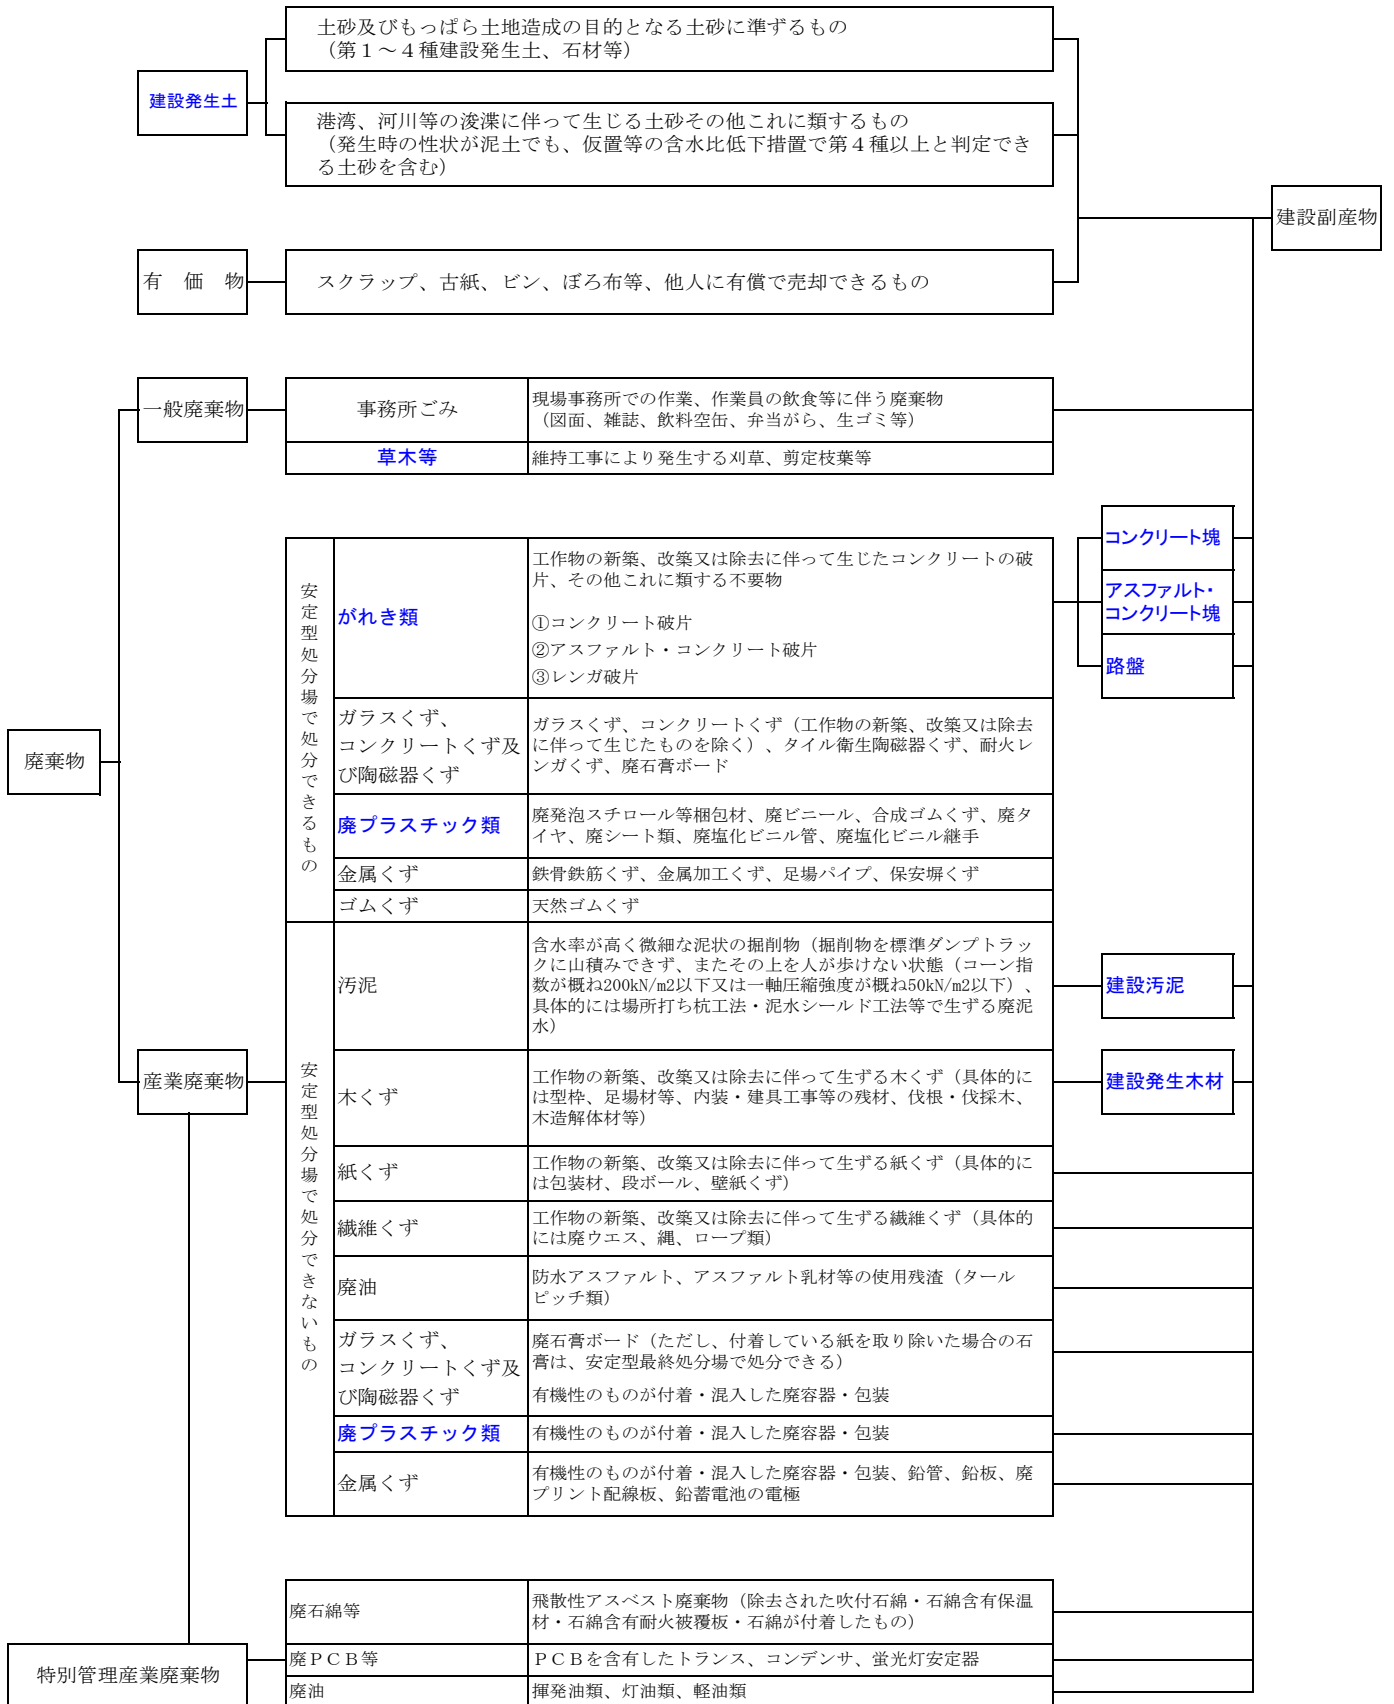 土砂及びもっぱら土地造成の目的となる土砂に準ずるもの
（第１～４種建設発生土、石材等）
建設発生土
港湾、河川等の浚渫に伴って生じる土砂その他これに類するもの
（発生時の性状が泥土でも、仮置等の含水比低下措置で第４種以上と判定でき
る土砂を含む）
建設副産物
有　価　物
スクラップ、古紙、ビン、ぼろ布等、他人に有償で売却できるもの
一般廃棄物
事務所ごみ
現場事務所での作業、作業員の飲食等に伴う廃棄物
（図面、雑誌、飲料空缶、弁当がら、生ゴミ等）
草木等
維持工事により発生する刈草、剪定枝葉等
廃棄物
安定型処分場で処分できるもの
がれき類
工作物の新築、改築又は除去に伴って生じたコンクリートの破
片、その他これに類する不要物
①コンクリート破片
②アスファルト・コンクリート破片
③レンガ破片
コンクリート塊
アスファルト・
コンクリート塊
路盤
ガラスくず、
コンクリートくず及
び陶磁器くず
ガラスくず、コンクリートくず（工作物の新築、改築又は除去
に伴って生じたものを除く）、タイル衛生陶磁器くず、耐火レ
ンガくず、廃石膏ボード
廃プラスチック類
廃発泡スチロール等梱包材、廃ビニール、合成ゴムくず、廃タ
イヤ、廃シート類、廃塩化ビニル管、廃塩化ビニル継手
金属くず
鉄骨鉄筋くず、金属加工くず、足場パイプ、保安塀くず
ゴムくず
天然ゴムくず
産業廃棄物
安定型処分場で処分できないもの
汚泥
含水率が高く微細な泥状の掘削物（掘削物を標準ダンプトラッ
クに山積みできず、またその上を人が歩けない状態（コーン指
数が概ね200kN/m2以下又は一軸圧縮強度が概ね50kN/m2以下）、
具体的には場所打ち杭工法・泥水シールド工法等で生ずる廃泥
水）
建設汚泥
木くず
工作物の新築、改築又は除去に伴って生ずる木くず（具体的に
は型枠、足場材等、内装・建具工事等の残材、伐根・伐採木、
木造解体材等）
建設発生木材
紙くず
工作物の新築、改築又は除去に伴って生ずる紙くず（具体的に
は包装材、段ボール、壁紙くず）
繊維くず
工作物の新築、改築又は除去に伴って生ずる繊維くず（具体的
には廃ウエス、縄、ロープ類）
廃油
防水アスファルト、アスファルト乳材等の使用残渣（タール
ピッチ類）
ガラスくず、
コンクリートくず及
び陶磁器くず
廃石膏ボード（ただし、付着している紙を取り除いた場合の石
膏は、安定型最終処分場で処分できる）
有機性のものが付着・混入した廃容器・包装
廃プラスチック類
有機性のものが付着・混入した廃容器・包装
金属くず
有機性のものが付着・混入した廃容器・包装、鉛管、鉛板、廃
プリント配線板、鉛蓄電池の電極
特別管理産業廃棄物
廃石綿等
飛散性アスベスト廃棄物（除去された吹付石綿・石綿含有保温
材・石綿含有耐火被覆板・石綿が付着したもの）
廃ＰＣＢ等
ＰＣＢを含有したトランス、コンデンサ、蛍光灯安定器
廃油
揮発油類、灯油類、軽油類